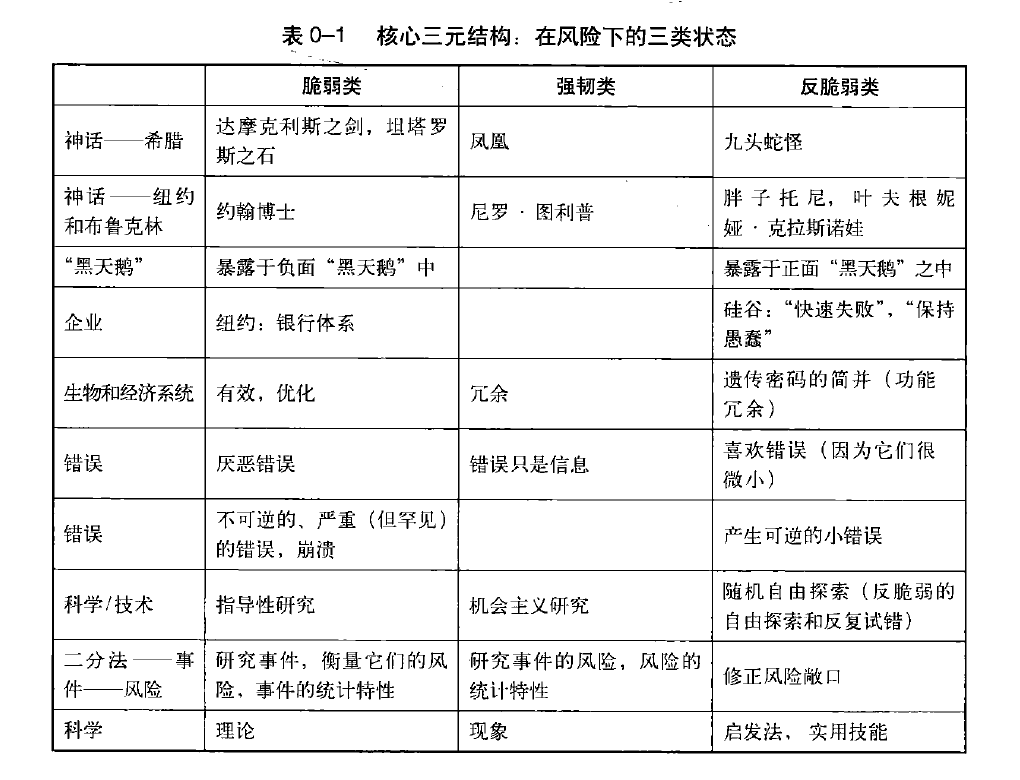 表0–1 核心三元结构：在风险下的三类状态
脆弱类 强韧类 反脆弱类
神话——希腊 达摩克利斯之剑，坦塔罗斯之石 凤凰 九头蛇怪
神话——纽约和布鲁克林 约翰博士 尼罗·图利普 胖子托尼，叶夫根妮娅·克拉斯诺娃
“黑天鹅” 暴露于负面“黑天鹅”中 暴露于正面“黑天鹅”之中
企业 纽约：银行体系 硅谷：“快速失败”，“保持愚蠢”
生物和经济系统 有效，优化 冗余 遗传密码的简并（功能冗余）
错误 厌恶错误 错误只是信息 喜欢错误（因为它们很微小）
错误 不可逆的、严重（但罕见）的错误，崩溃 产生可逆的小错误
科学/技术 指导性研究 机会主义研究 随机自由探索（反脆弱的自由探索和反复试错）
二分法——事件——风险 研究事件，衡量它们的风险，事件的统计特性 研究事件的风险，风险的统计特性 修正风险敞口
科学 理论 现象 启发法，实用技能